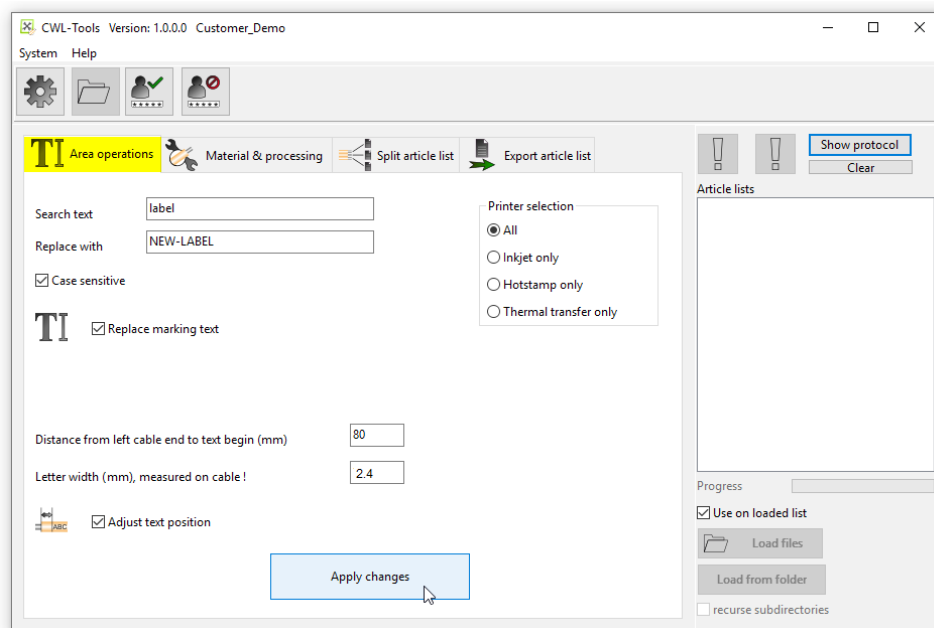 CWL-Tools Version: 1.0.0.0 Customer_Demo
System Help
TI Area operations
Material & processing
Split article list
Export article list
Show protocol
Clear
Search text label
Replace with NEW-LABEL
Case sensitive
TI Replace marking text
Printer selection
All
Inkjet only
Hotstamp only
Thermal transfer only
Article lists
Distance from left cable end to text begin (mm) 80
Letter width (mm), measured on cable ! 2.4
ABC Adjust text position
Apply changes
Progress
Use on loaded list
Load files
Load from folder
recurse subdirectories